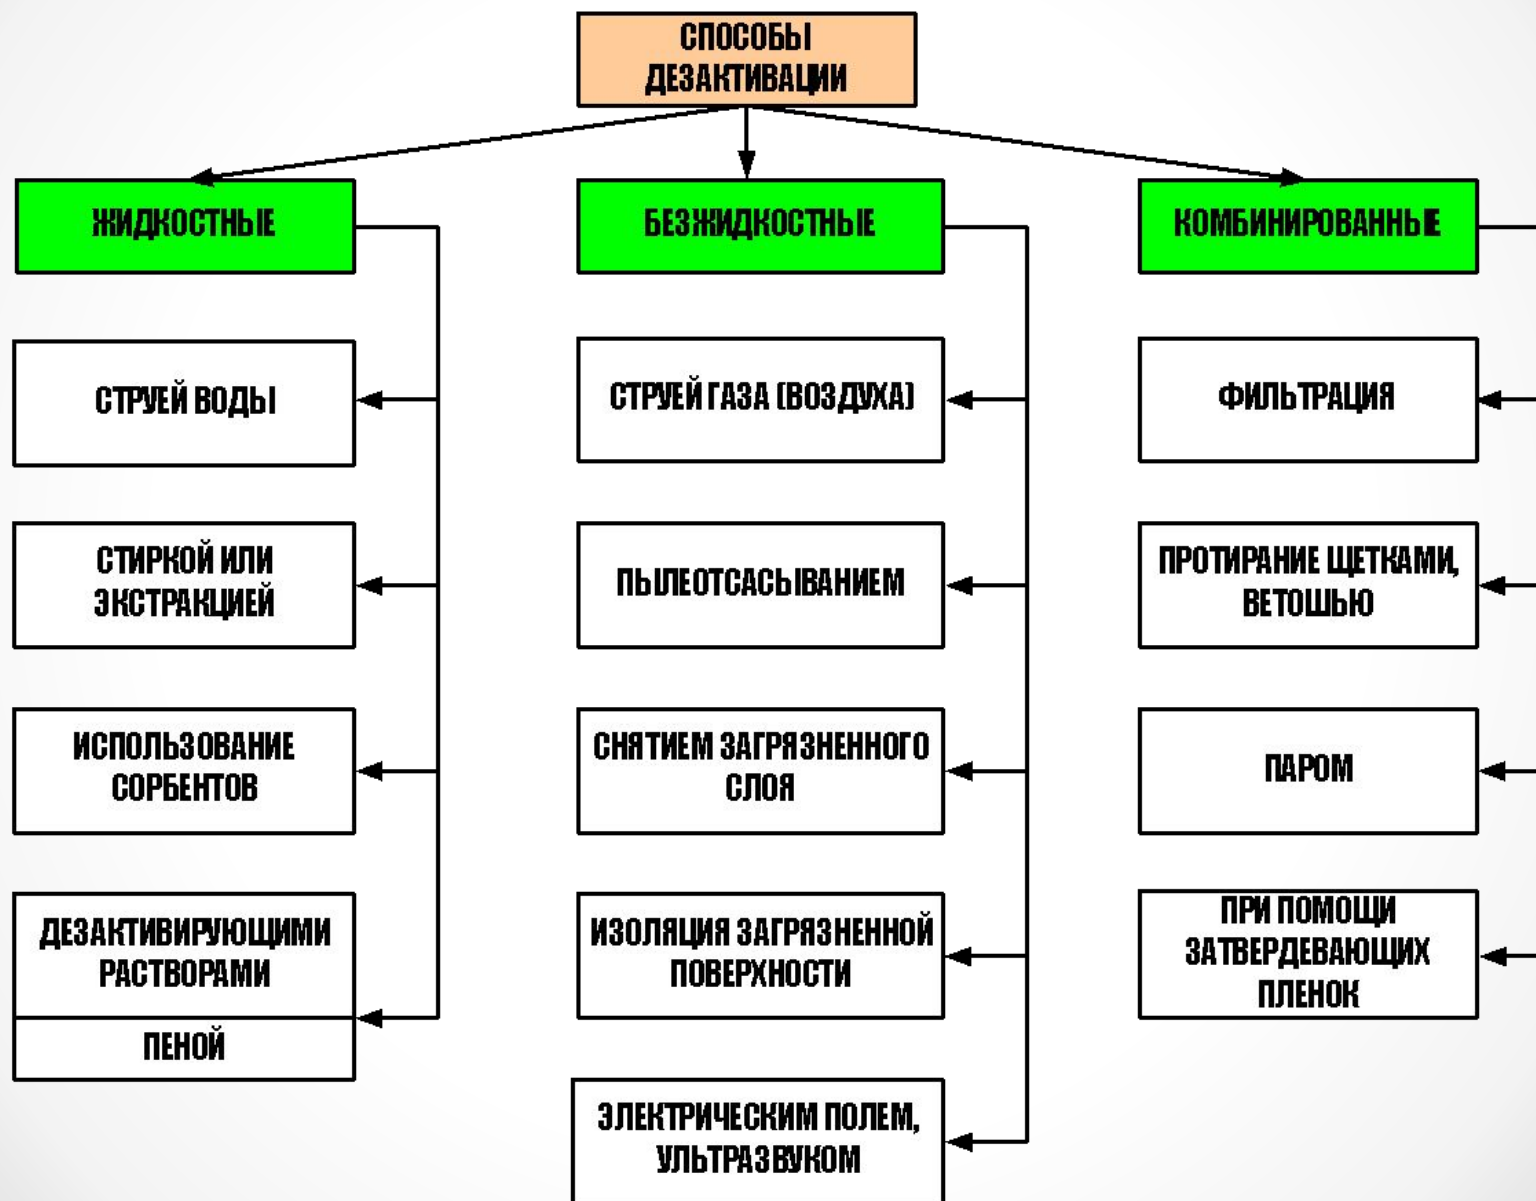 СПОСОБЫ
ДЕЗАКТИВАЦИИ
ЖИДКОСТНЫЕ
СТРУЕЙ ВОДЫ
СТИРКОЙ ИЛИ
ЭКСТРАКЦИЕЙ
ИСПОЛЬЗОВАНИЕ
СОРБЕНТОВ
ДЕЗАКТИВИРУЮЩИМИ
РАСТВОРАМИ
ПЕНОЙ
БЕЗЖИДКОСТНЫЕ
СТРУЕЙ ГАЗА (ВОЗДУХА)
ПЫЛЕОТСАСЫВАНИЕМ
СНЯТИЕМ ЗАГРЯЗНЕННОГО
СЛОЯ
ИЗОЛЯЦИЯ ЗАГРЯЗНЕННОЙ
ПОВЕРХНОСТИ
ЭЛЕКТРИЧЕСКИМ ПОЛЕМ,
УЛЬТРАЗВУКОМ
КОМБИНИРОВАННЫЕ
ФИЛЬТРАЦИЯ
ПРОТИРАНИЕ ЩЕТКАМИ,
ВЕТОШЬЮ
ПАРОМ
ПРИ ПОМОЩИ
ЗАТВЕРДЕВАЮЩИХ
ПЛЕНОК